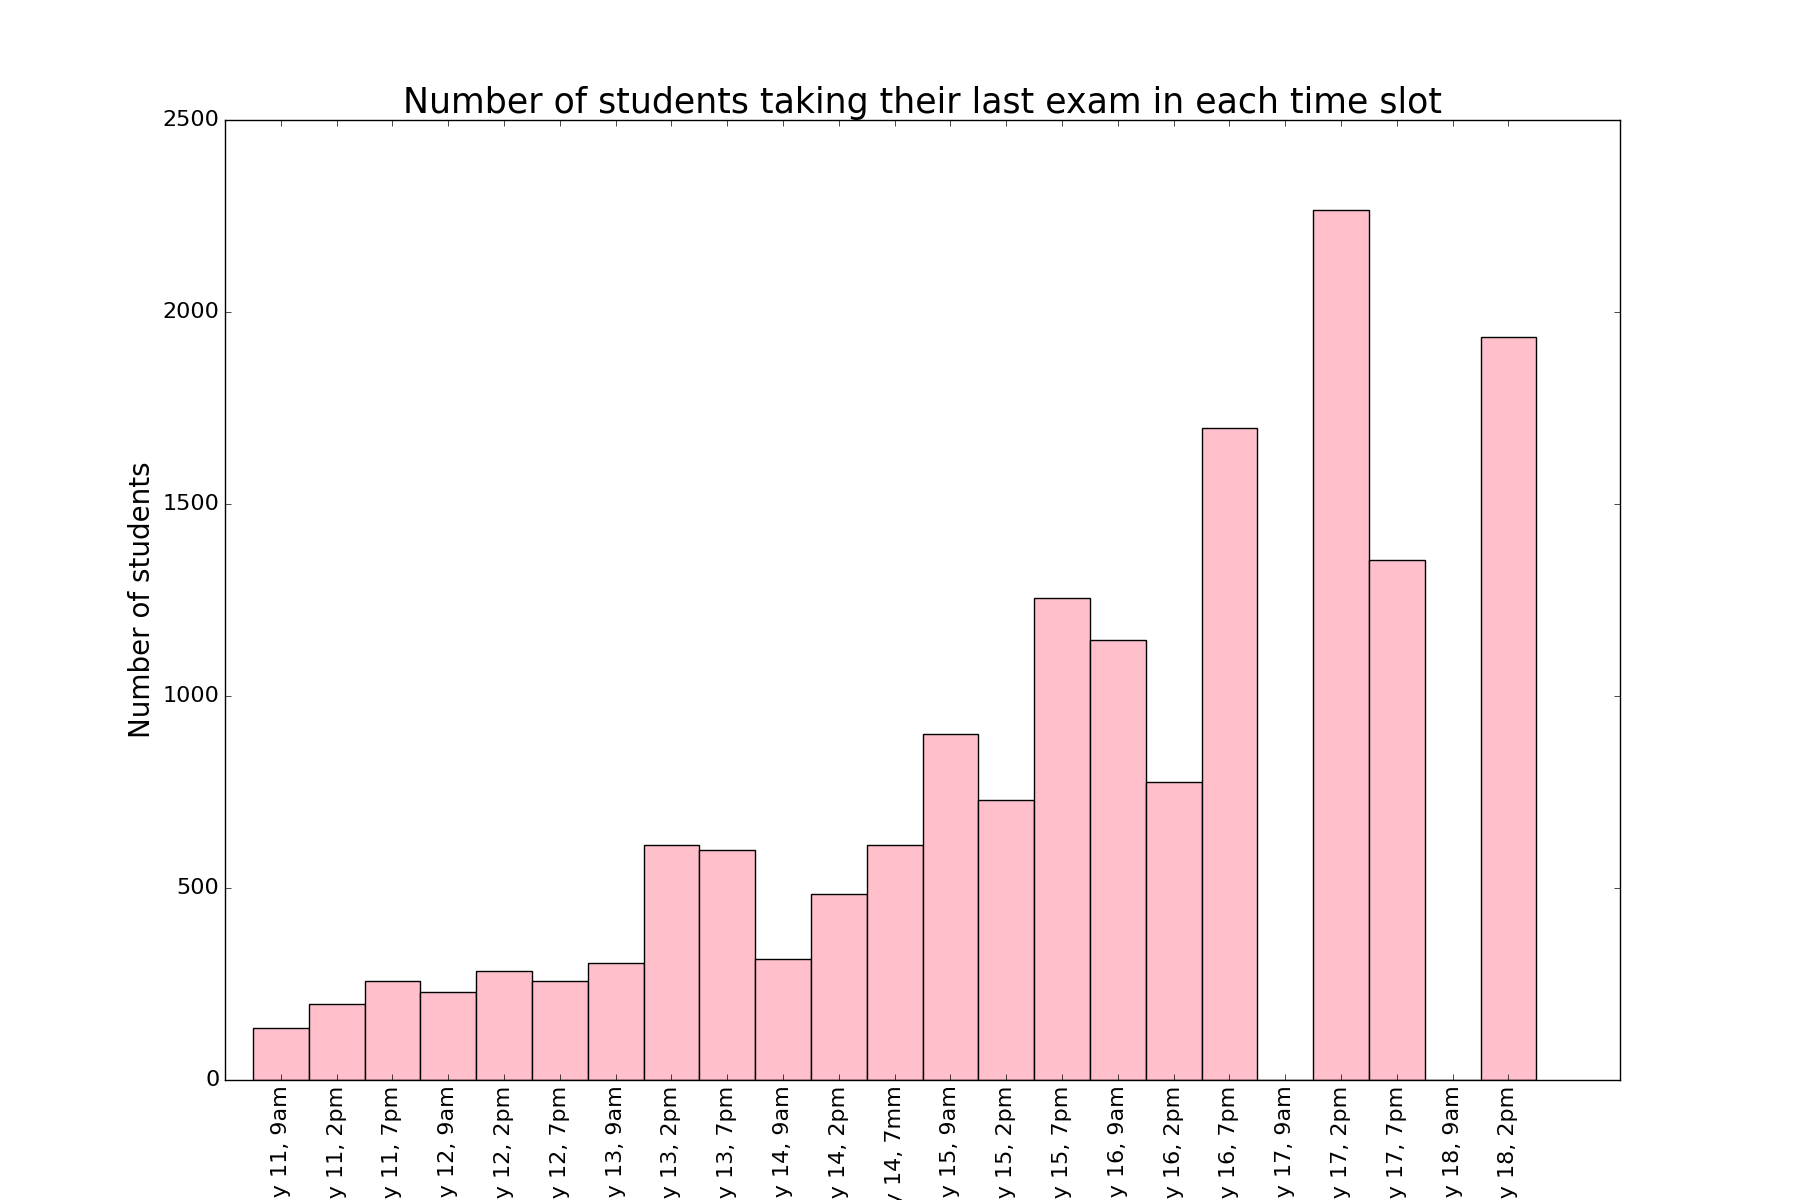 Number of students taking their last exam in each time slot
Number of students
2500
2000
1500
1000
500
0
y 11, 9am
y 11, 2pm
y 11, 7pm
y 12, 9am
y 12, 2pm
y 12, 7pm
y 13, 9am
y 13, 2pm
y 13, 7pm
y 14, 9am
y 14, 2pm
y 14, 7mm
y 15, 9am
y 15, 2pm
y 15, 7pm
y 16, 9am
y 16, 2pm
y 16, 7pm
y 17, 9am
y 17, 2pm
y 17, 7pm
y 18, 9am
y 18, 2pm